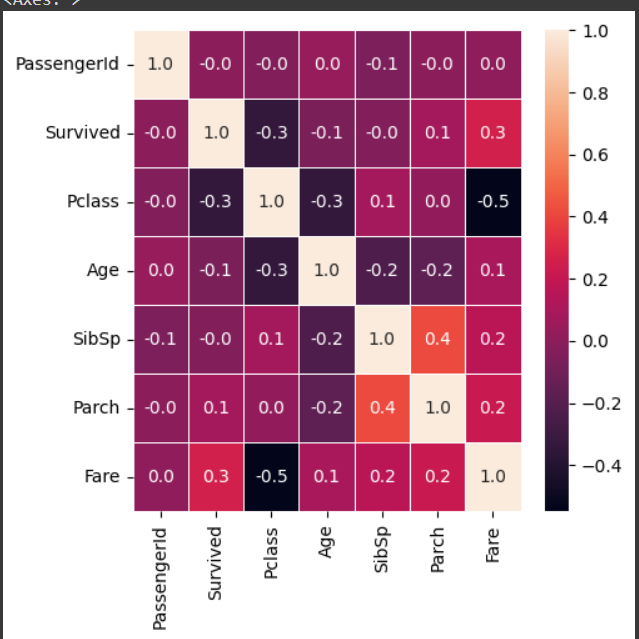 <Axes: >
PassengerId 1.0 -0.0 -0.0 0.0 -0.1 -0.0 0.0
Survived -0.0 1.0 -0.3 -0.1 -0.0 0.1 0.3
Pclass -0.0 -0.3 1.0 -0.3 0.1 0.0 -0.5
Age 0.0 -0.1 -0.3 1.0 -0.2 -0.2 0.1
SibSp -0.1 -0.0 0.1 -0.2 1.0 0.4 0.2
Parch -0.0 0.1 0.0 -0.2 0.4 1.0 0.2
Fare 0.0 0.3 -0.5 0.1 0.2 0.2 1.0
PassengerId Survived Pclass Age SibSp Parch Fare
1.0
0.8
0.6
0.4
0.2
0.0
−0.2
−0.4